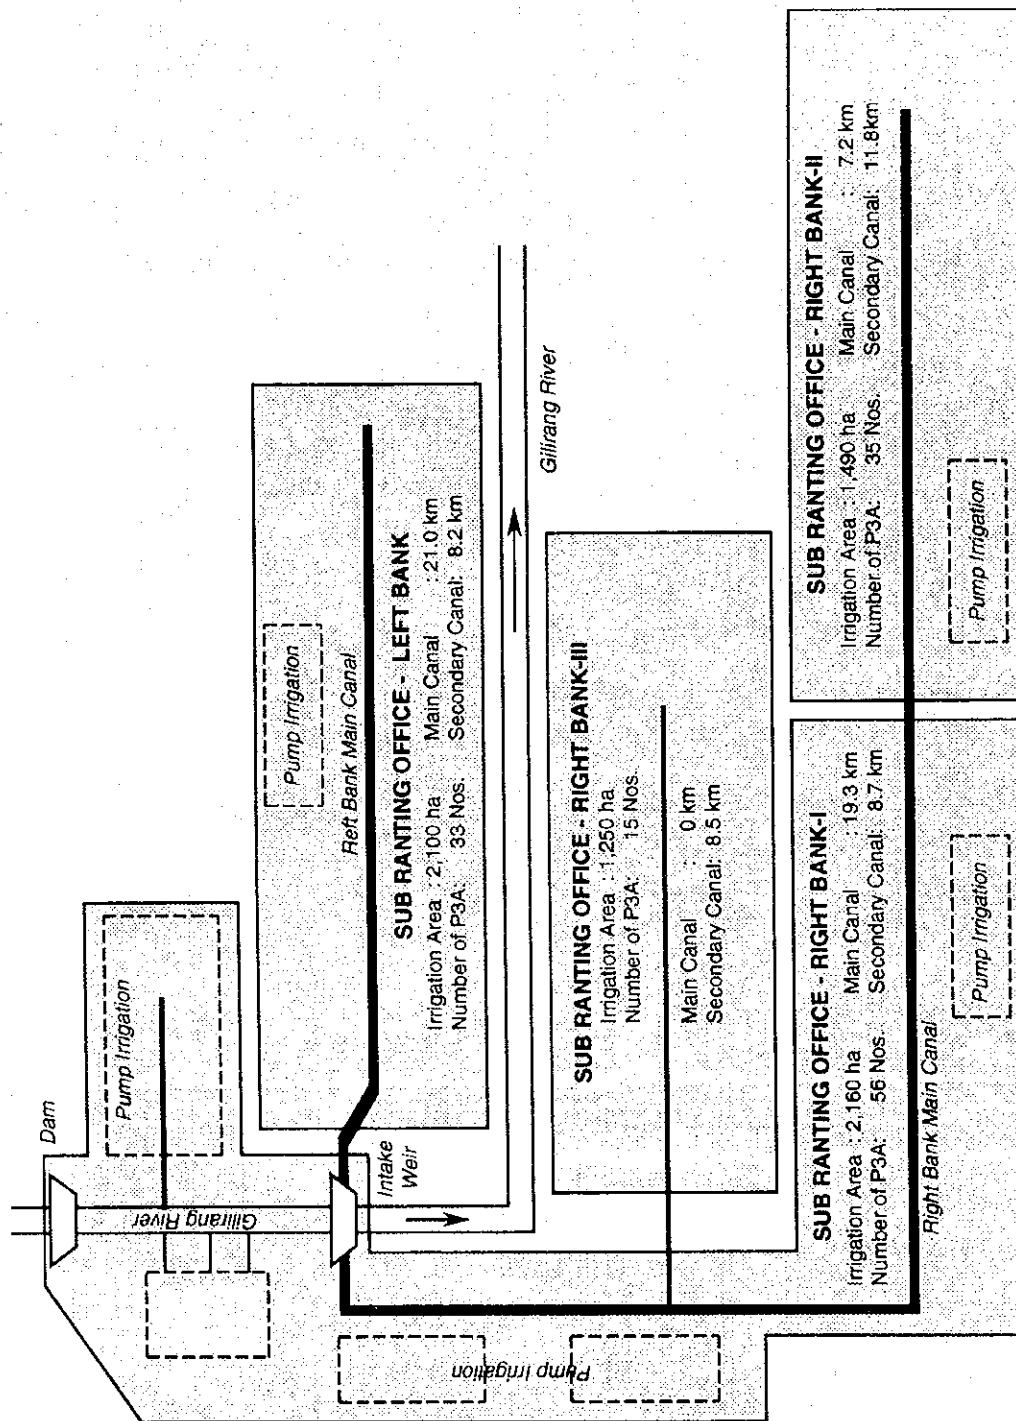 Dam
Pump Irrigation
Gilirang River
Intake
Weir
Pump Irrigation
Reft Bank Main Canal
SUB RANTING OFFICE - LEFT BANK
Irrigation Area : 2,100 ha Main Canal : 21.0 km
Number of P3A: 33 Nos. Secondary Canal: 8.2 km
Gilirang River
SUB RANTING OFFICE - RIGHT BANK-III
Irrigation Area : 1,250 ha
Number of P3A: 15 Nos.
Main Canal : 0 km
Secondary Canal: 8.5 km
Pump Irrigation
SUB RANTING OFFICE - RIGHT BANK-I
Irrigation Area : 2,160 ha Main Canal : 19.3 km
Number of P3A: 56 Nos. Secondary Canal: 8.7 km
Right Bank Main Canal
Pump Irrigation
SUB RANTING OFFICE - RIGHT BANK-II
Irrigation Area : 1,490 ha Main Canal : 7.2 km
Number of P3A: 35 Nos. Secondary Canal: 11.8km
Pump Irrigation